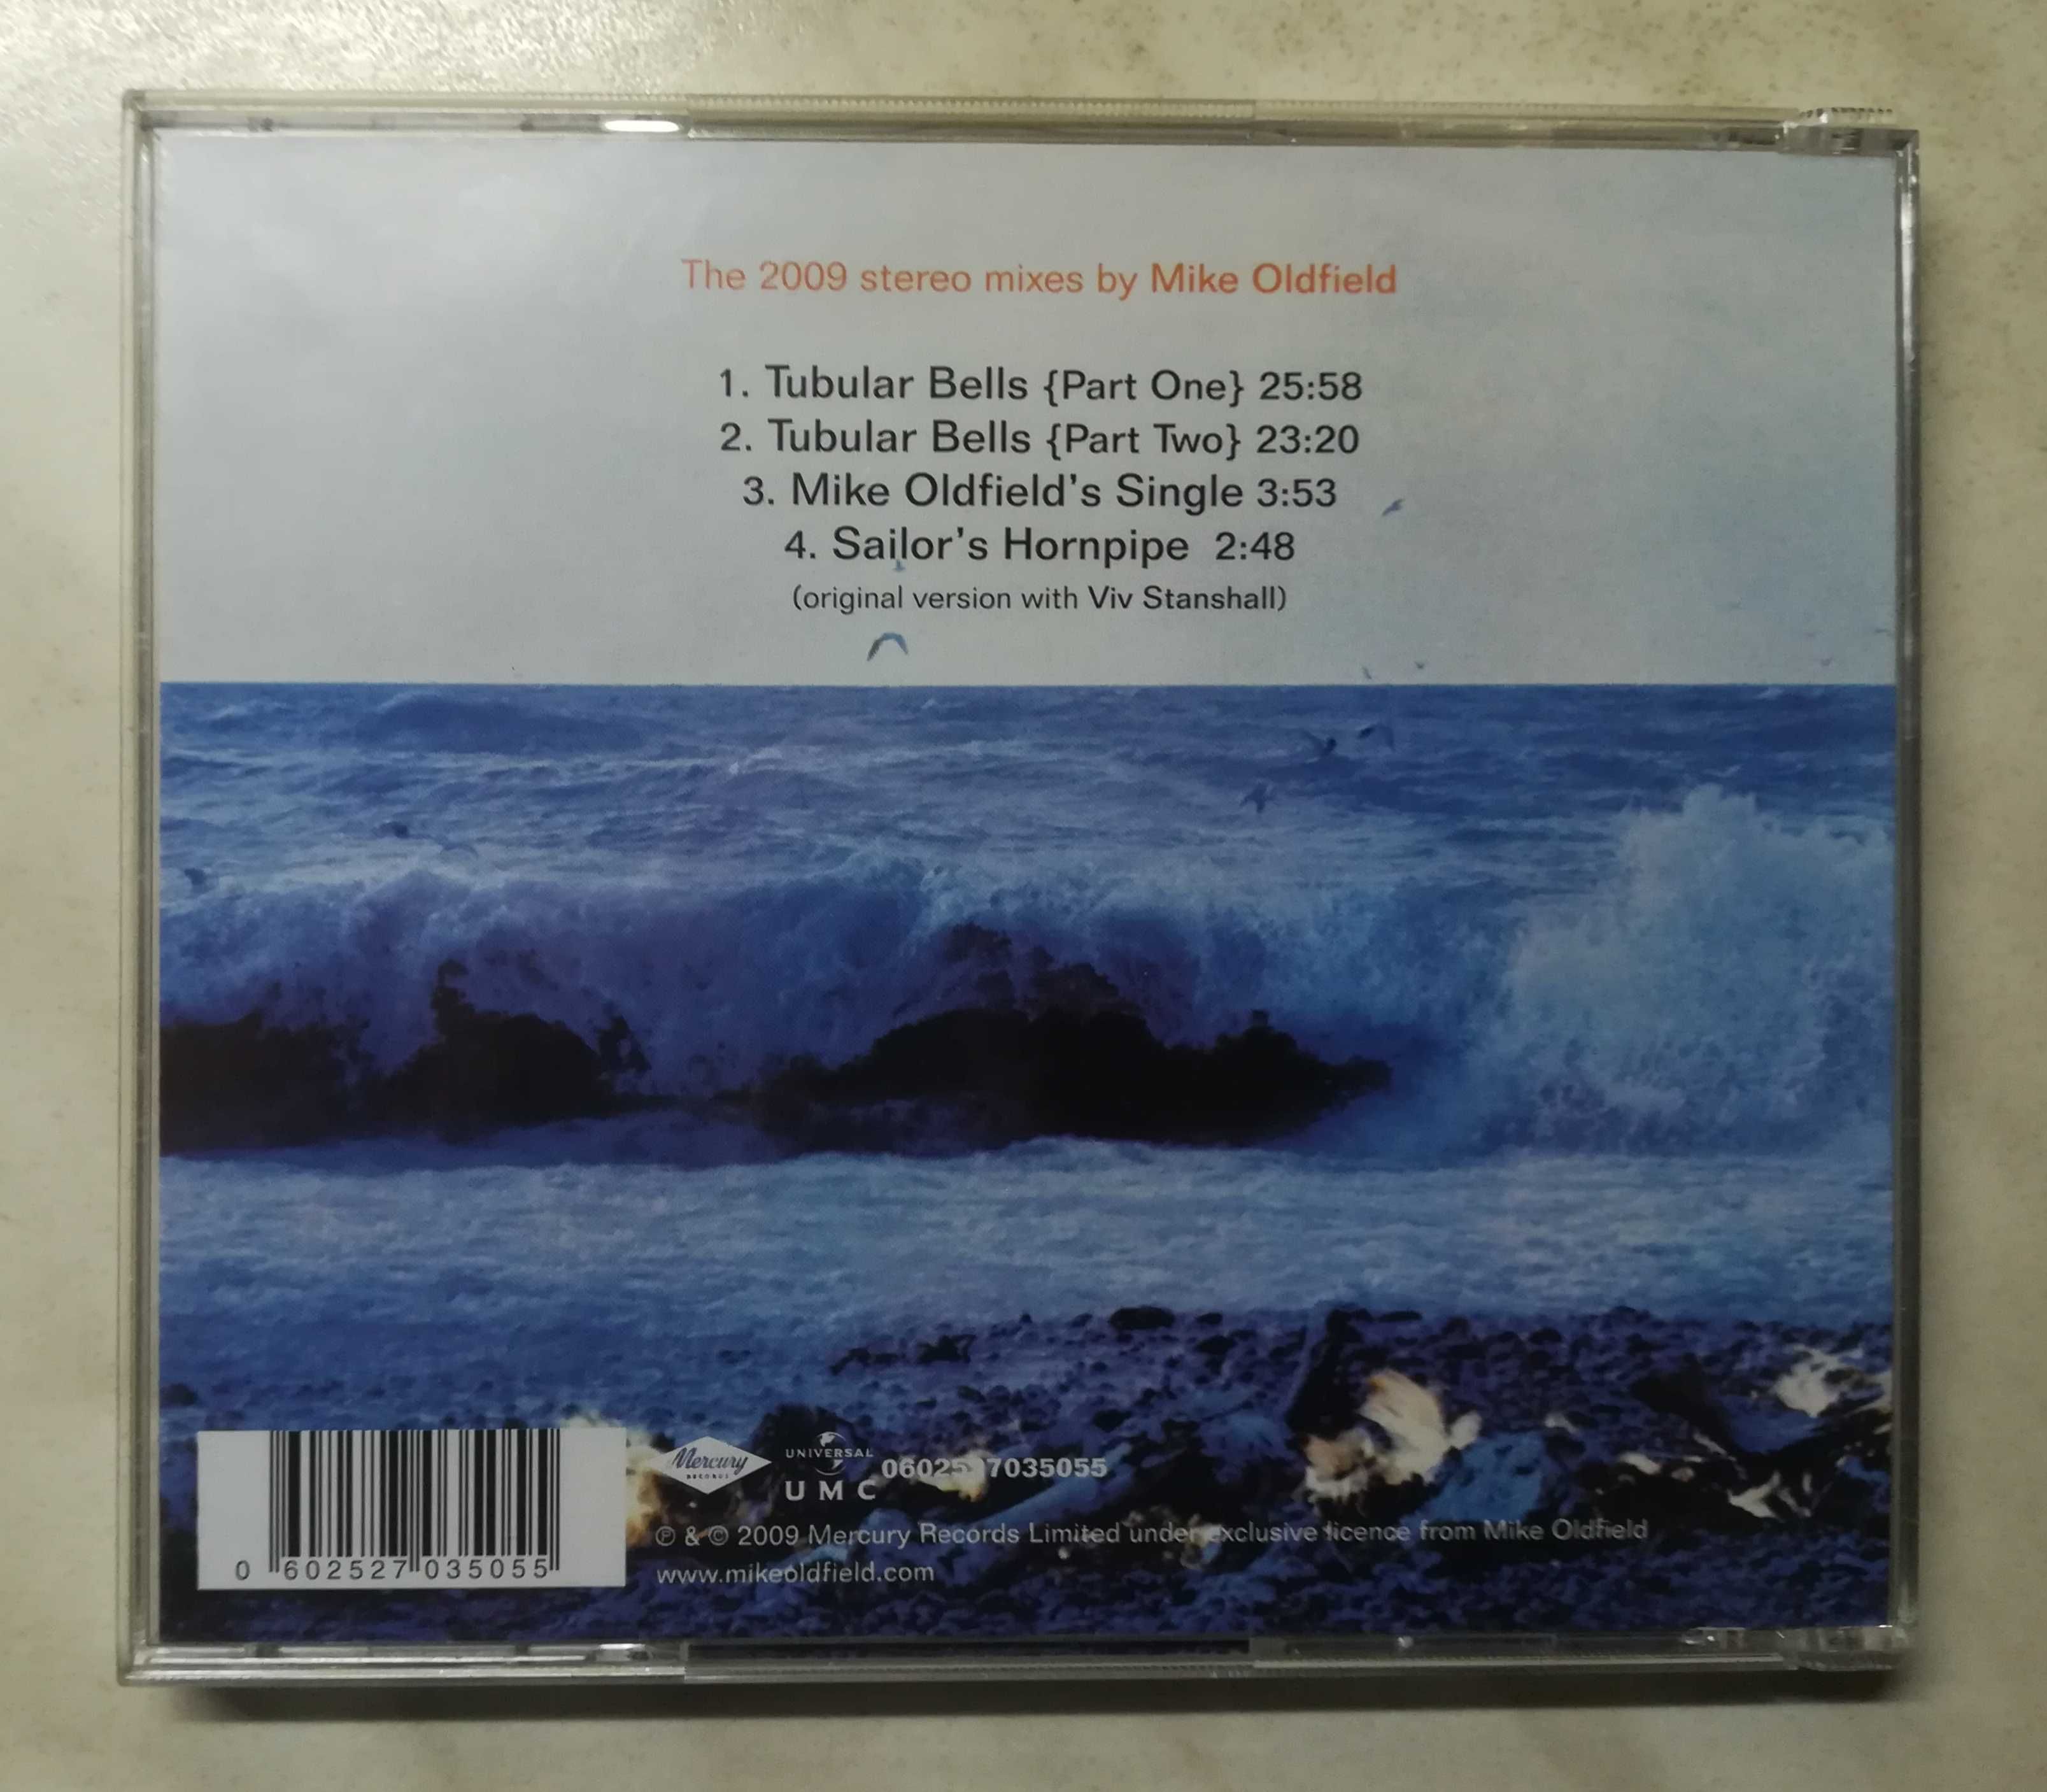 The 2009 stereo mixes by Mike Oldfield
1. Tubular Bells {Part One} 25:58
2. Tubular Bells {Part Two} 23:20
3. Mike Oldfield's Single 3:53
4. Sailor's Hornpipe 2:48
(original version with Viv Stanshall)
Mercury
RECORDS
UNIVERSAL
UMC
0602527035055
0 602527 035055
℗ & © 2009 Mercury Records Limited under exclusive licence from Mike Oldfield
www.mikeoldfield.com